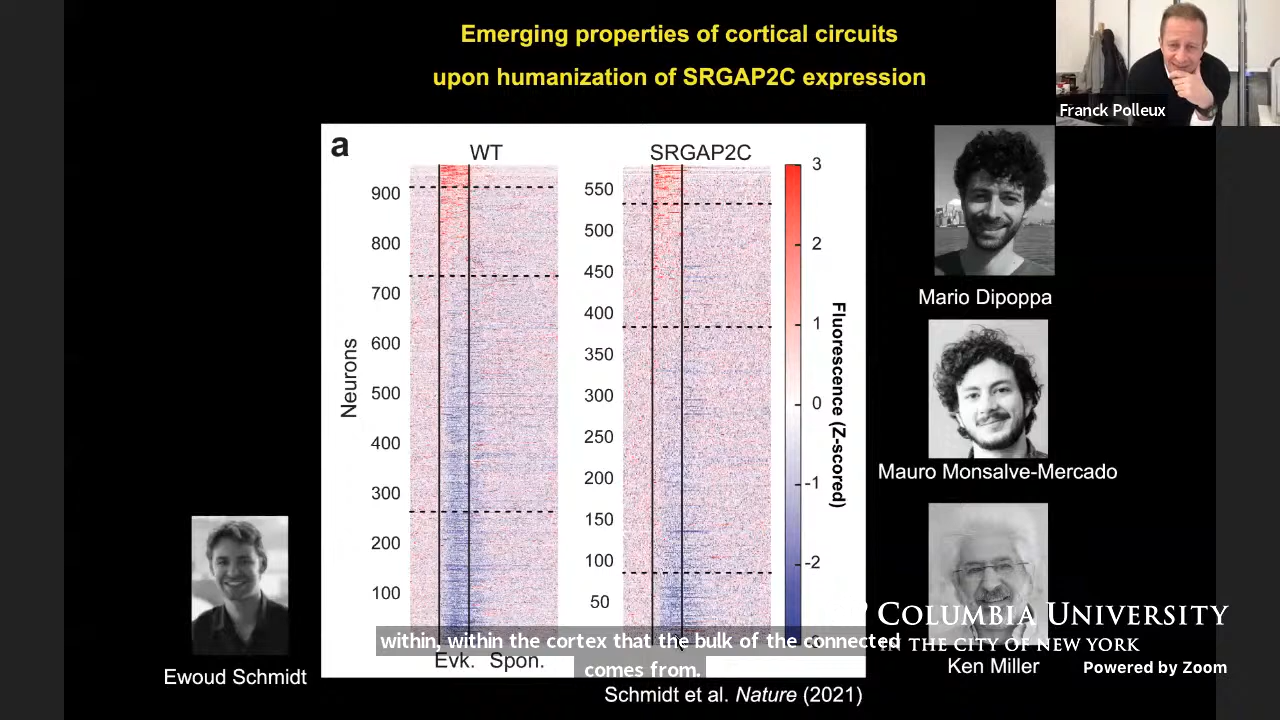 Emerging properties of cortical circuits
upon humanization of SRGAP2C expression
Franck Polleux
a
WT
SRGAP2C
900
800
700
600
500
400
300
200
100
Neurons
550
500
450
400
350
300
250
200
150
100
50
3
2
1
0
-1
-2
Fluorescence (Z-scored)
Evk. Spon.
Mario Dipoppa
Mauro Monsalve-Mercado
Ken Miller
Ewoud Schmidt
within, within the cortex that the bulk of the connected
comes from.
COLUMBIA UNIVERSITY
IN THE CITY OF NEW YORK
Powered by Zoom
Schmidt et al. Nature (2021)